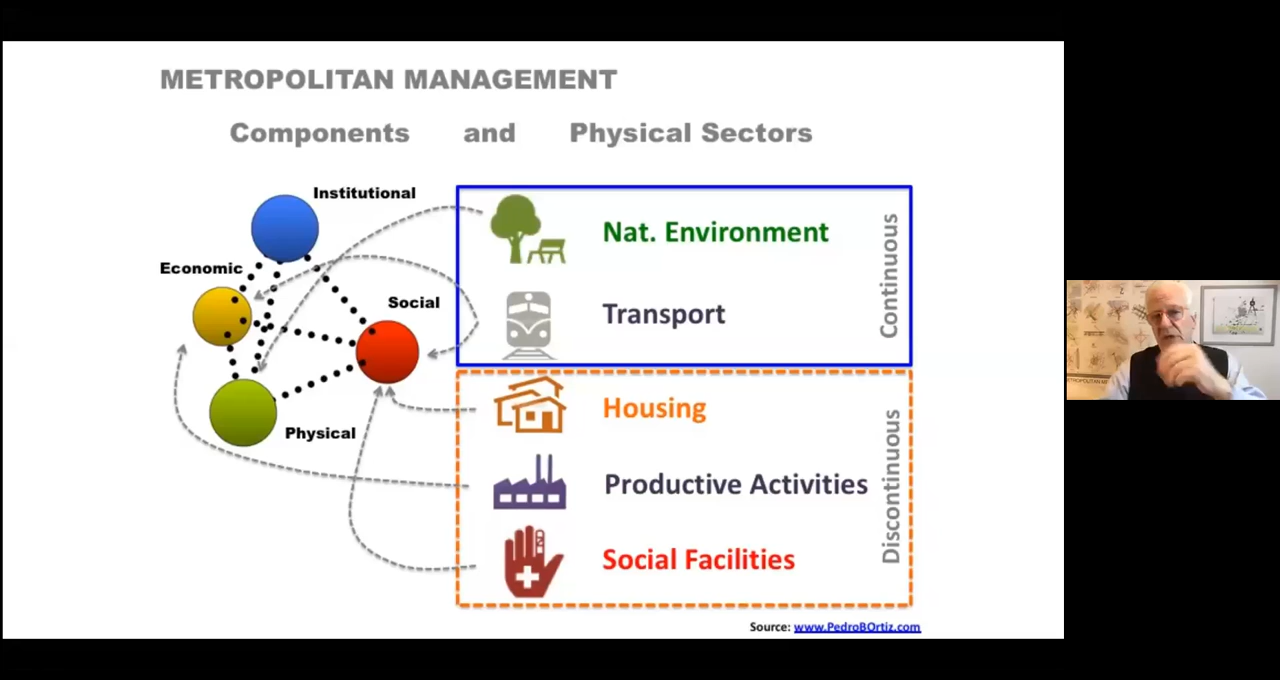 METROPOLITAN MANAGEMENT
Components and Physical Sectors
Institutional
Economic
Social
Physical
Nat. Environment
Transport
Continuous
Housing
Productive Activities
Social Facilities
Discontinuous
Source: www.PedroBOrtiz.com